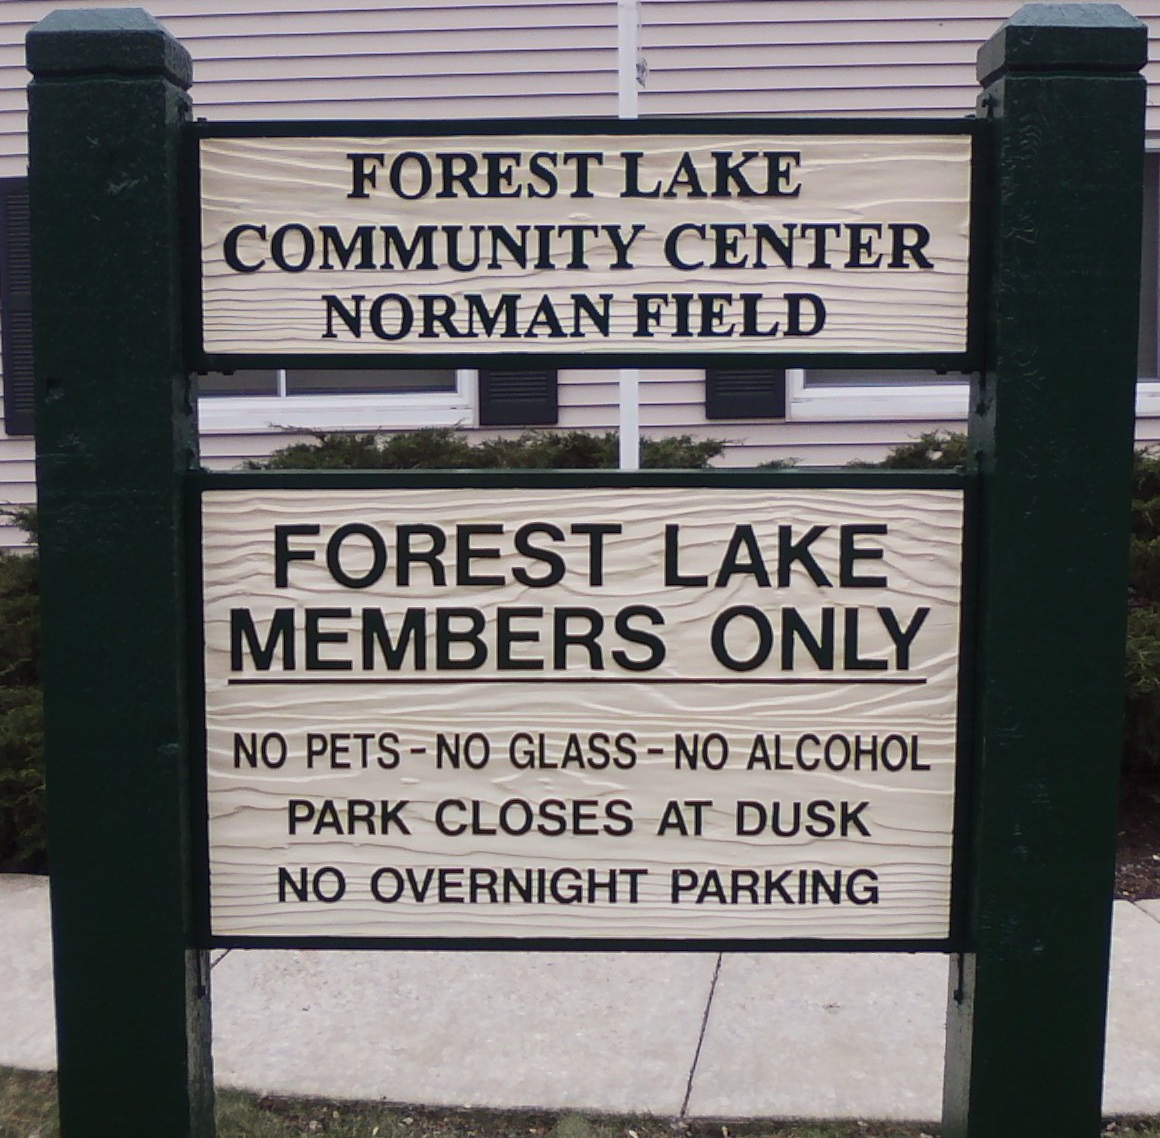 FOREST LAKE
COMMUNITY CENTER
NORMAN FIELD
FOREST LAKE
MEMBERS ONLY
NO PETS - NO GLASS - NO ALCOHOL
PARK CLOSES AT DUSK
NO OVERNIGHT PARKING